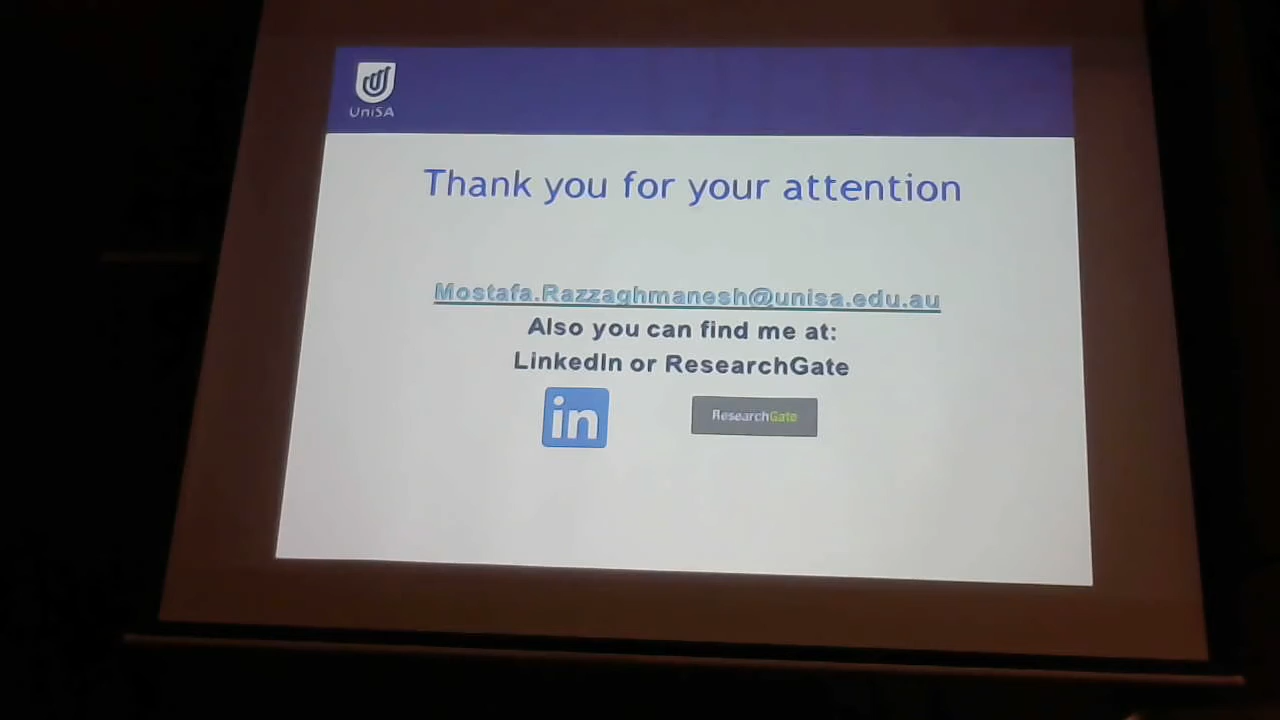 UniSA
Thank you for your attention
Mostafa.Razzaghmanesh@unisa.edu.au
Also you can find me at:
LinkedIn or ResearchGate
in
ResearchGate